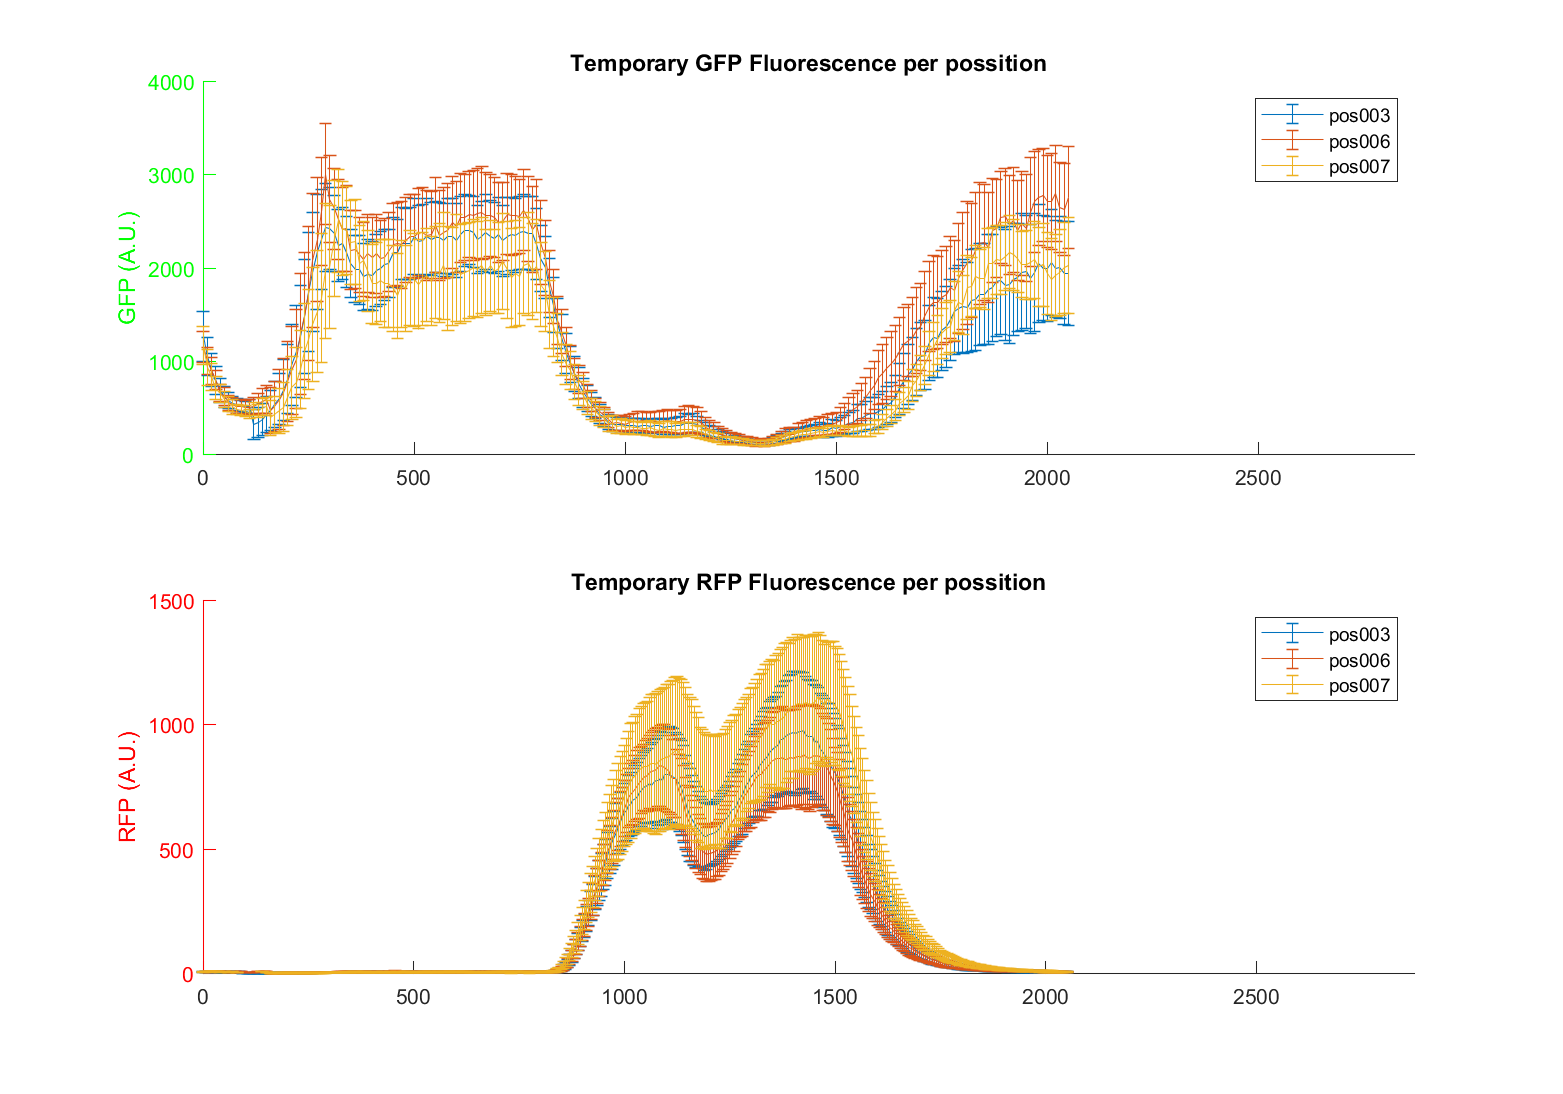 Temporary GFP Fluorescence per possition
4000
3000
2000
1000
0
GFP (A.U.)
0 500 1000 1500 2000 2500
pos003
pos006
pos007
Temporary RFP Fluorescence per possition
1500
1000
500
0
RFP (A.U.)
0 500 1000 1500 2000 2500
pos003
pos006
pos007